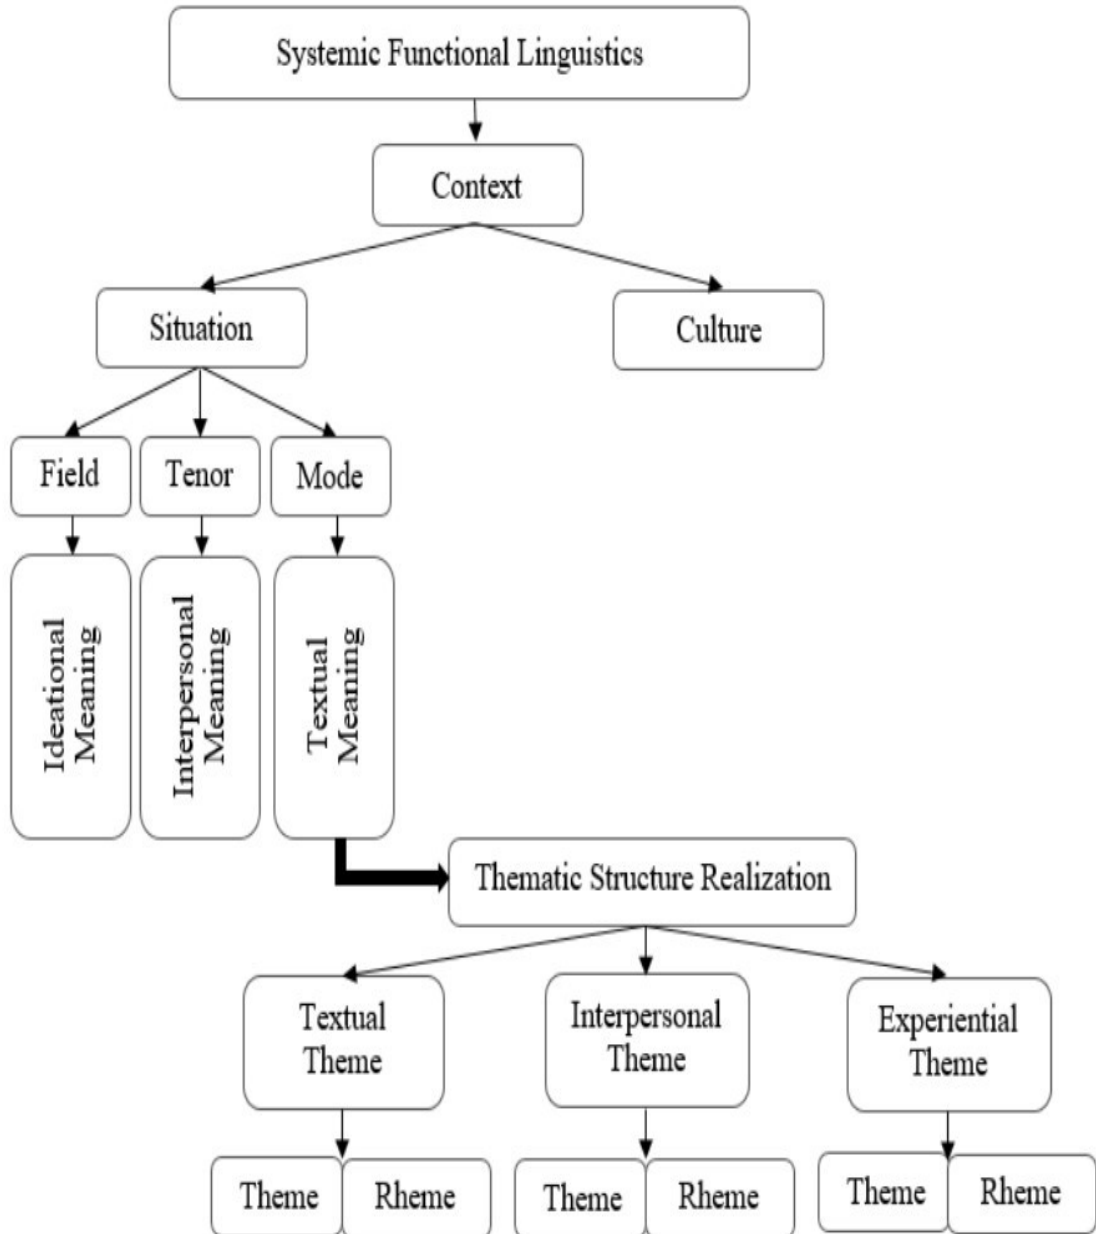 Systemic Functional Linguistics
Context
Situation
Culture
Field
Tenor
Mode
Ideational
Meaning
Interpersonal
Meaning
Textual
Meaning
Thematic Structure Realization
Textual
Theme
Interpersonal
Theme
Experiential
Theme
Theme
Rheme
Theme
Rheme
Theme
Rheme